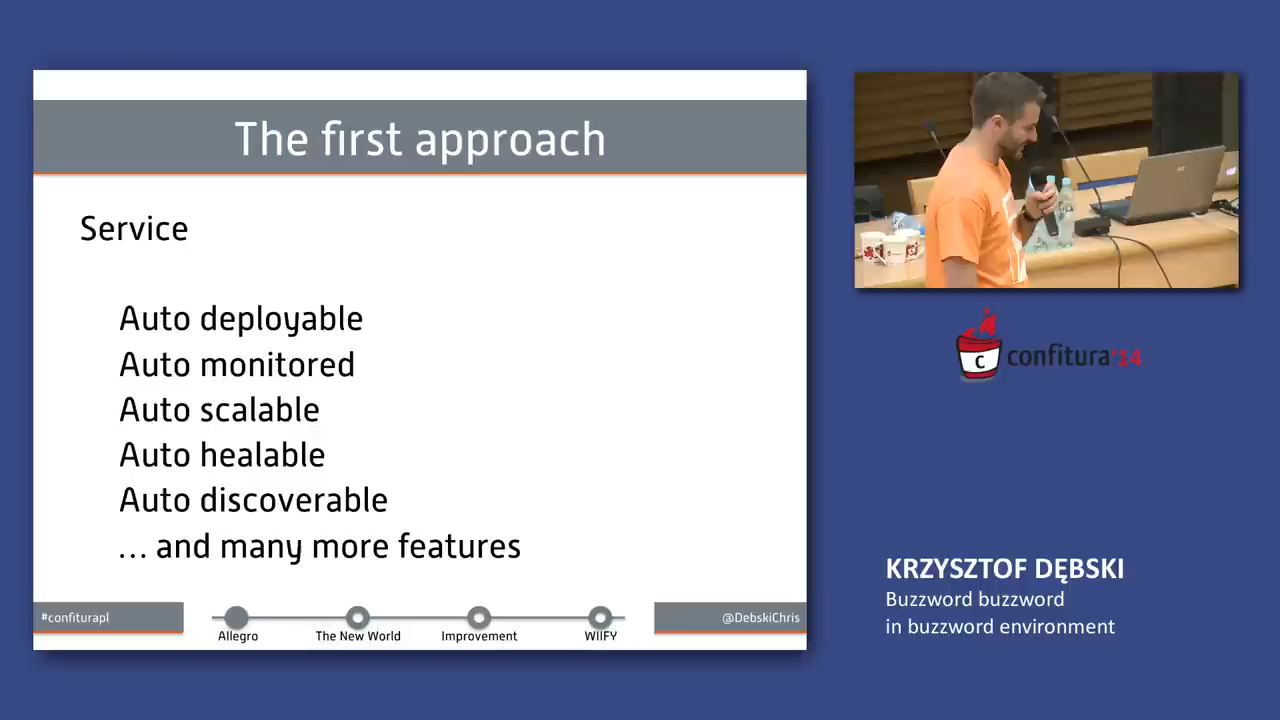 The first approach
Service
Auto deployable
Auto monitored
Auto scalable
Auto healable
Auto discoverable
... and many more features
#confiturapl
Allegro
The New World
Improvement
WIIFY
@DebskiChris
C
confitura'14
KRZYSZTOF DĘBSKI
Buzzword buzzword
in buzzword environment